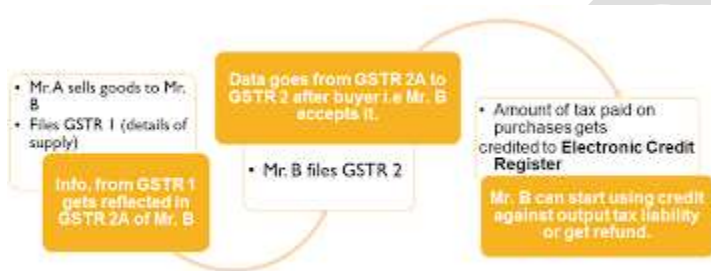 • Mr.A sells goods to Mr.
B
• Files GSTR 1 (details of
supply)
Info. from GSTR 1
gets reflected in
GSTR 2A of Mr. B
Data goes from GSTR 2A to
GSTR 2 after buyer i.e Mr. B
accepts it.
• Mr. B files GSTR 2
• Amount of tax paid on
purchases gets
credited to Electronic Credit
Register
Mr. B can start using credit
against output tax liability
or get refund.